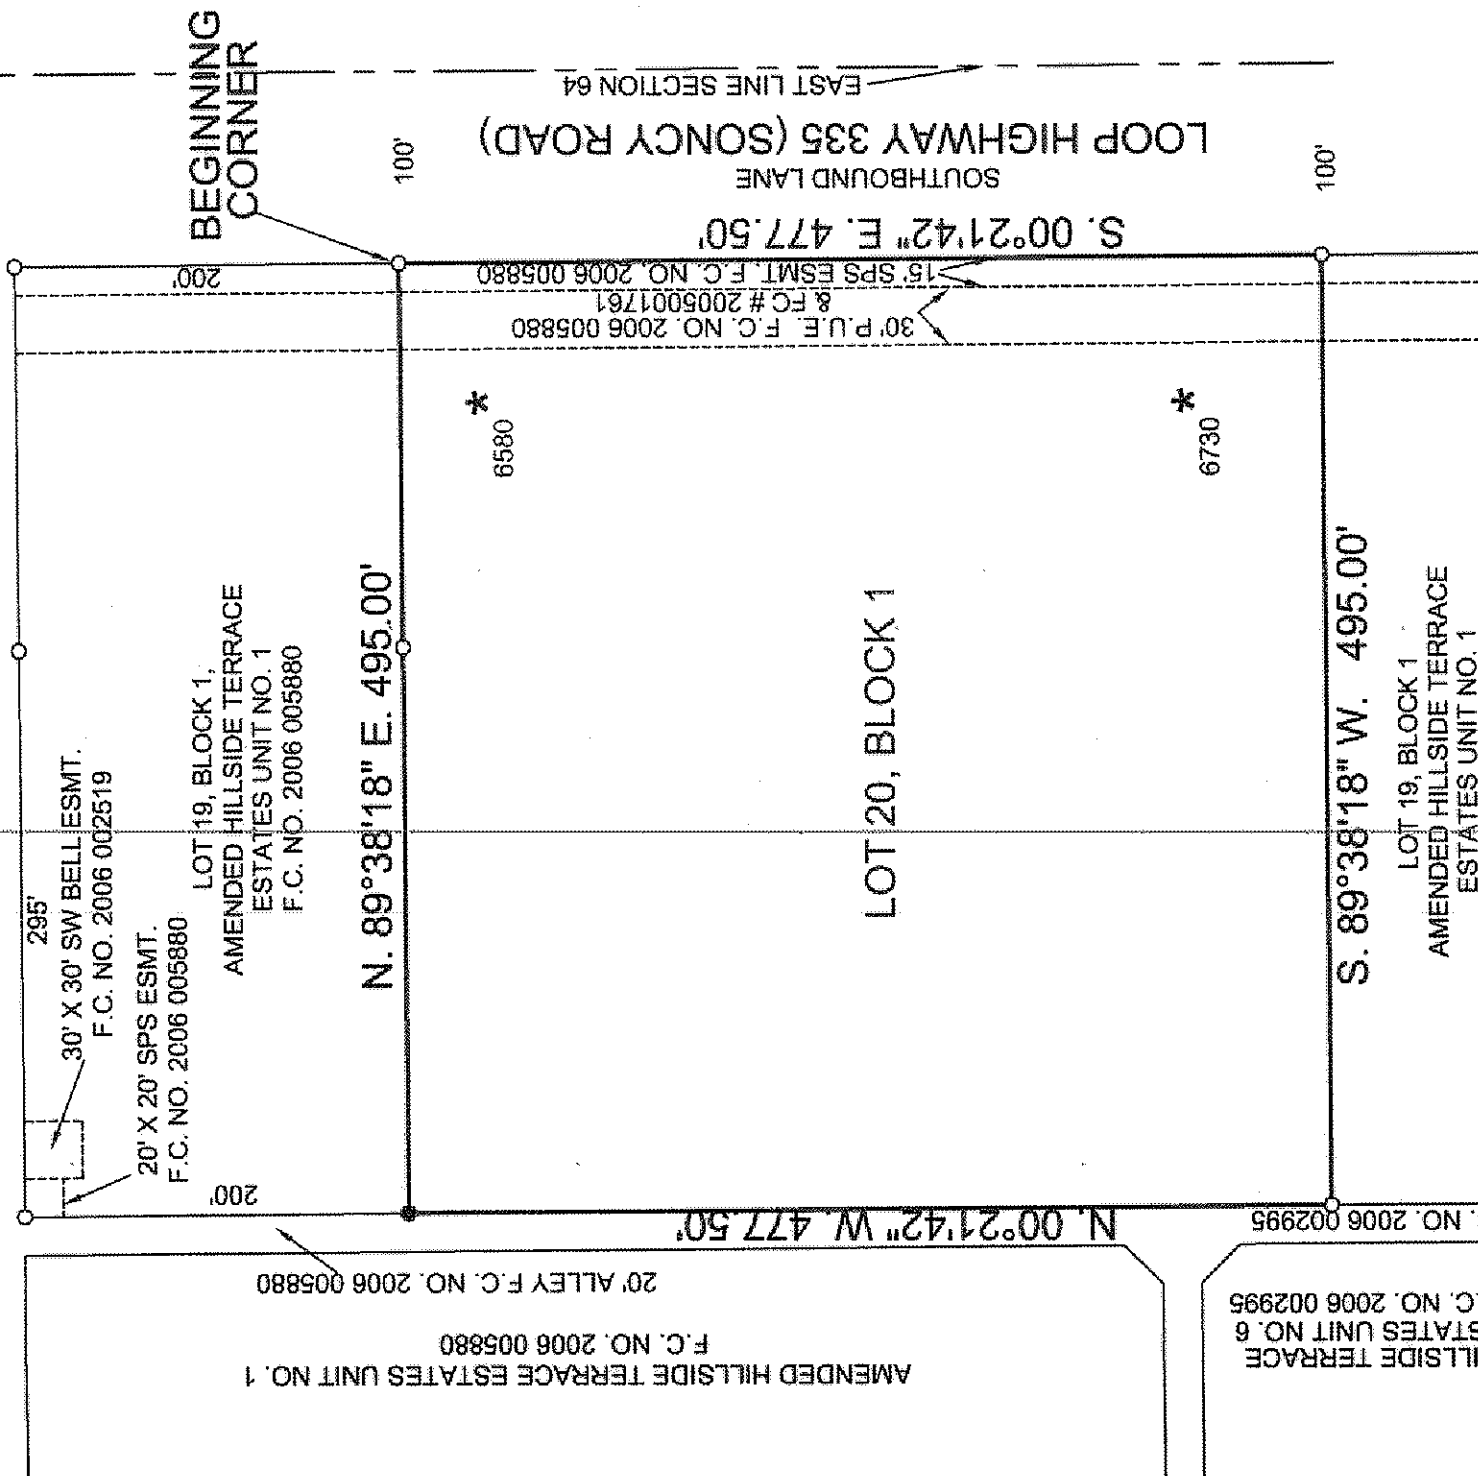 BEGINNING
CORNER
EAST LINE SECTION 64
LOOP HIGHWAY 335 (SONCY ROAD)
SOUTHBOUND LANE
100'
100'
S. 00°21'42" E. 477.50'
15' SPS ESMT. F.C. NO. 2006 005880
30' P.U.E. F.C. NO. 2006 005880
& FC # 2005001761
200'
*
6580
*
6730
295'
30' X 30' SW BELL ESMT.
F.C. NO. 2006 002519
20' X 20' SPS ESMT.
F.C. NO. 2006 005880
LOT 19, BLOCK 1,
AMENDED HILLSIDE TERRACE
ESTATES UNIT NO. 1
F.C. NO. 2006 005880
N. 89°38'18" E. 495.00'
LOT 20, BLOCK 1
S. 89°38'18" W. 495.00'
LOT 19, BLOCK 1
AMENDED HILLSIDE TERRACE
ESTATES UNIT NO. 1
200'
N. 00°21'42" W. 477.50'
. NO. 2006 002995
20' ALLEY F.C. NO. 2006 005880
AMENDED HILLSIDE TERRACE ESTATES UNIT NO. 1
F.C. NO. 2006 005880
ILLSIDE TERRACE
STATES UNIT NO. 6
.C. NO. 2006 002995